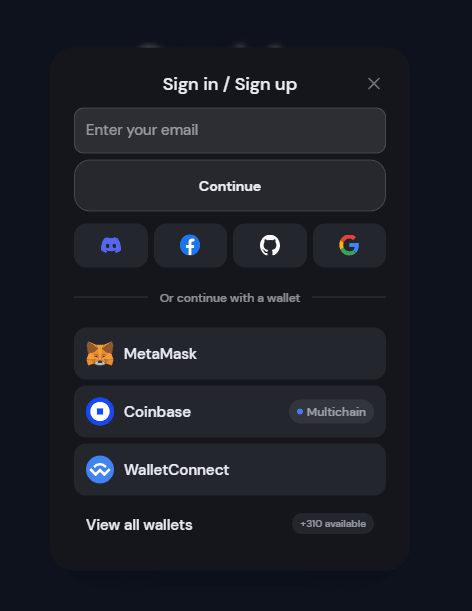 Sign in / Sign up
Enter your email
Continue
Or continue with a wallet
MetaMask
Coinbase
Multichain
WalletConnect
View all wallets
+310 available